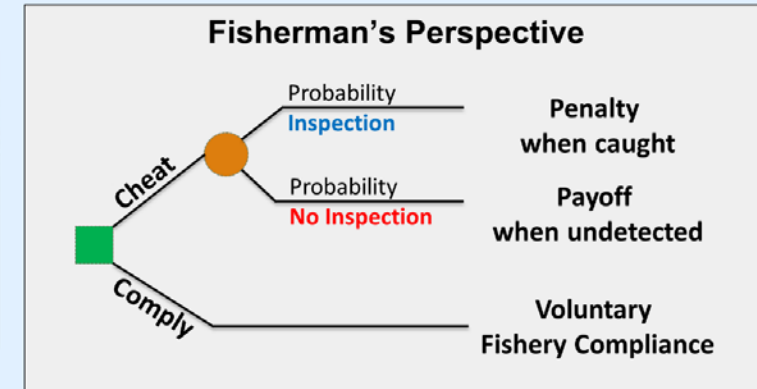 Fisherman’s Perspective
Probability
Inspection
Penalty
when caught
Cheat
Probability
No Inspection
Payoff
when undetected
Comply
Voluntary
Fishery Compliance